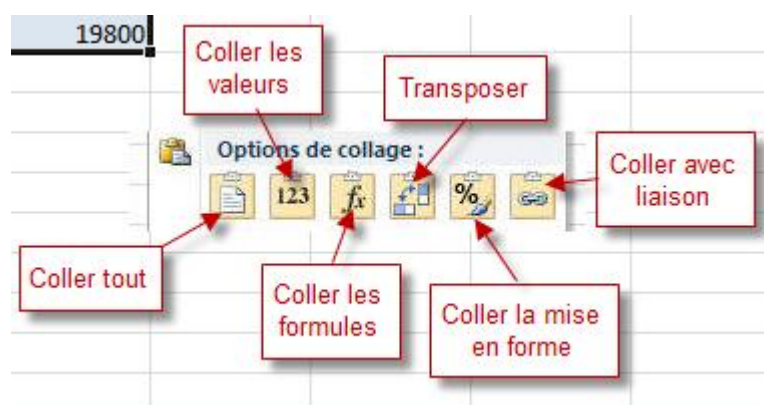 19800
Coller les
valeurs
Transposer
Options de collage :
123
fx
%
Coller avec
liaison
Coller tout
Coller les
formules
Coller la mise
en forme